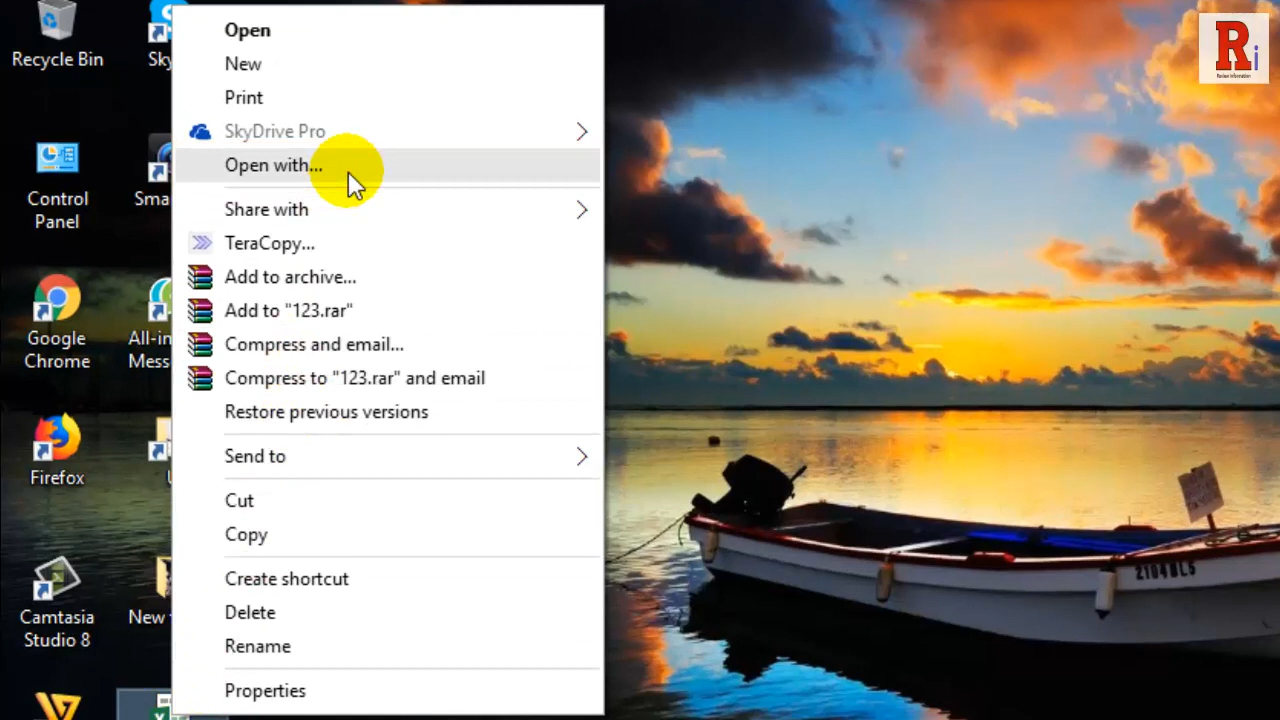 Recycle Bin
Sky
Control
Panel
Sma
Google
Chrome
All-in
Mess
Firefox
Camtasia
Studio 8
New
Open
New
Print
SkyDrive Pro
Open with...
Share with
TeraCopy...
Add to archive...
Add to "123.rar"
Compress and email...
Compress to "123.rar" and email
Restore previous versions
Send to
Cut
Copy
Create shortcut
Delete
Rename
Properties
Ri
Review Information
2104BLS